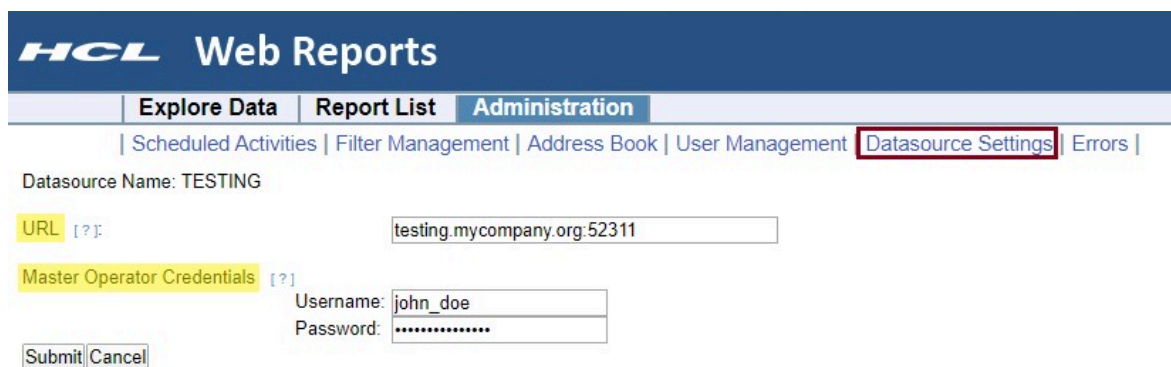 HCL Web Reports
| Explore Data | Report List | Administration |
| Scheduled Activities | Filter Management | Address Book | User Management | Datasource Settings | Errors |
Datasource Name: TESTING
URL [?]: testing.mycompany.org:52311
Master Operator Credentials [?]
Username: john_doe
Password: •••••••••••••••
Submit Cancel